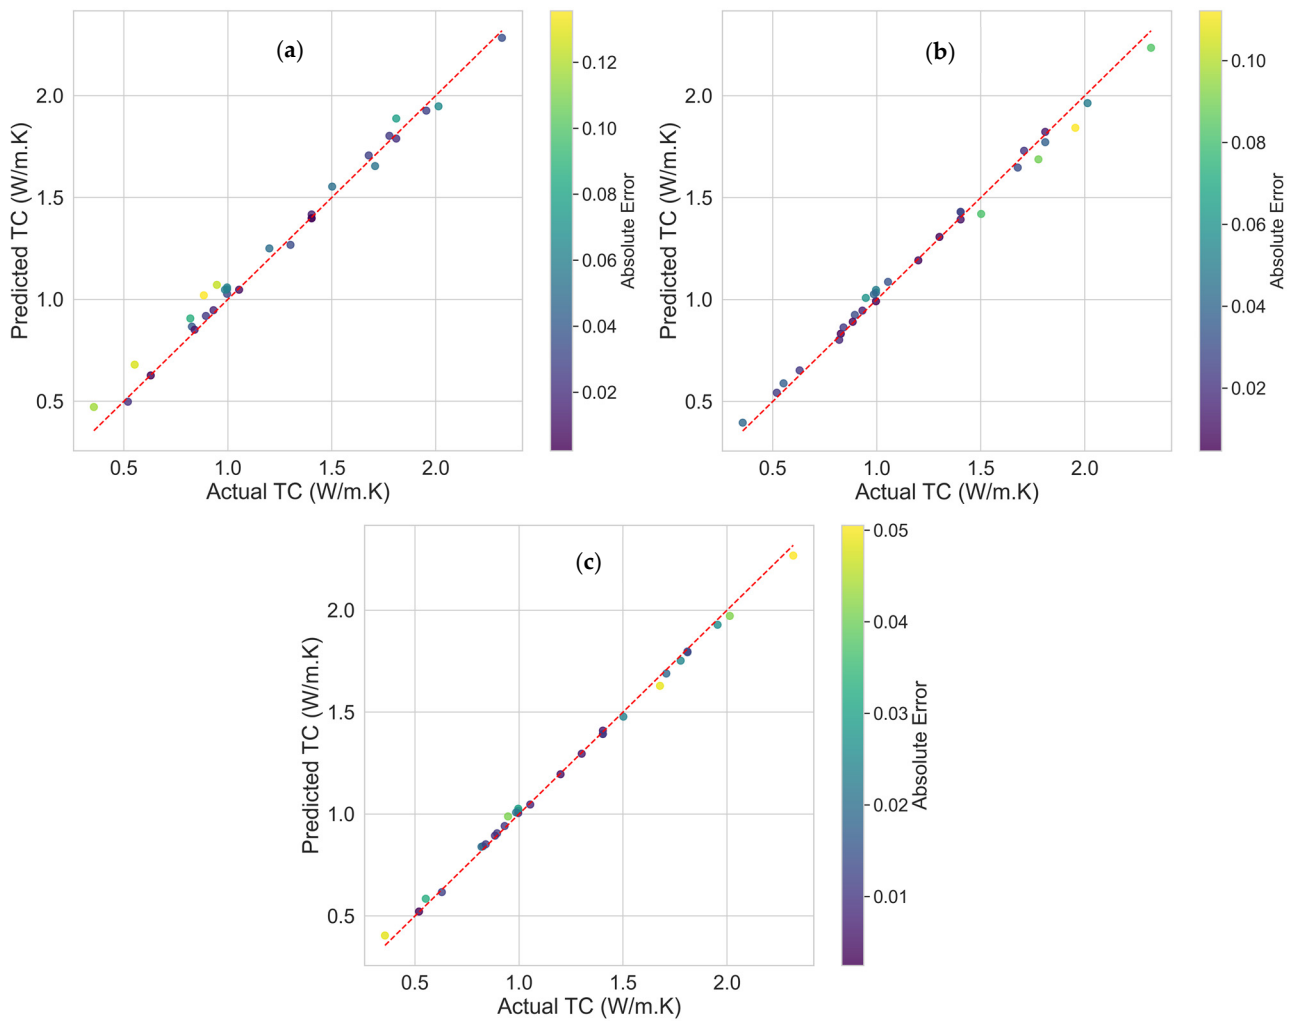 (a)
2.0
1.5
1.0
0.5
Predicted TC (W/m.K)
0.5 1.0 1.5 2.0
Actual TC (W/m.K)
0.12
0.10
0.08
0.06
0.04
0.02
Absolute Error
(b)
2.0
1.5
1.0
0.5
Predicted TC (W/m.K)
0.5 1.0 1.5 2.0
Actual TC (W/m.K)
0.10
0.08
0.06
0.04
0.02
Absolute Error
(c)
2.0
1.5
1.0
0.5
Predicted TC (W/m.K)
0.5 1.0 1.5 2.0
Actual TC (W/m.K)
0.05
0.04
0.03
0.02
0.01
Absolute Error